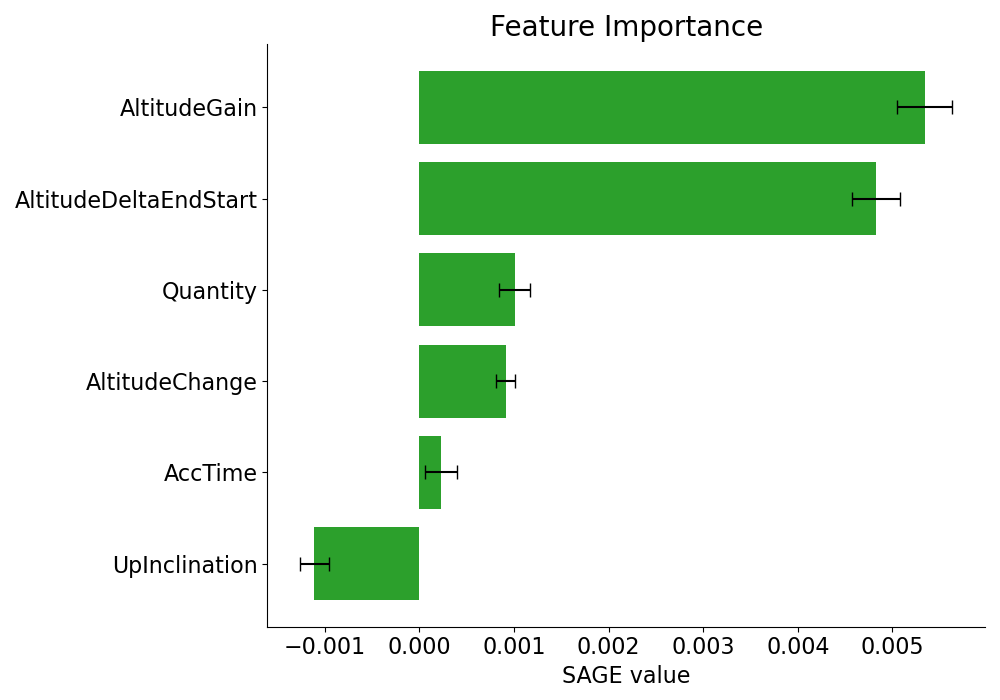 Feature Importance
AltitudeGain
AltitudeDeltaEndStart
Quantity
AltitudeChange
AccTime
UpInclination
−0.001 0.000 0.001 0.002 0.003 0.004 0.005
SAGE value